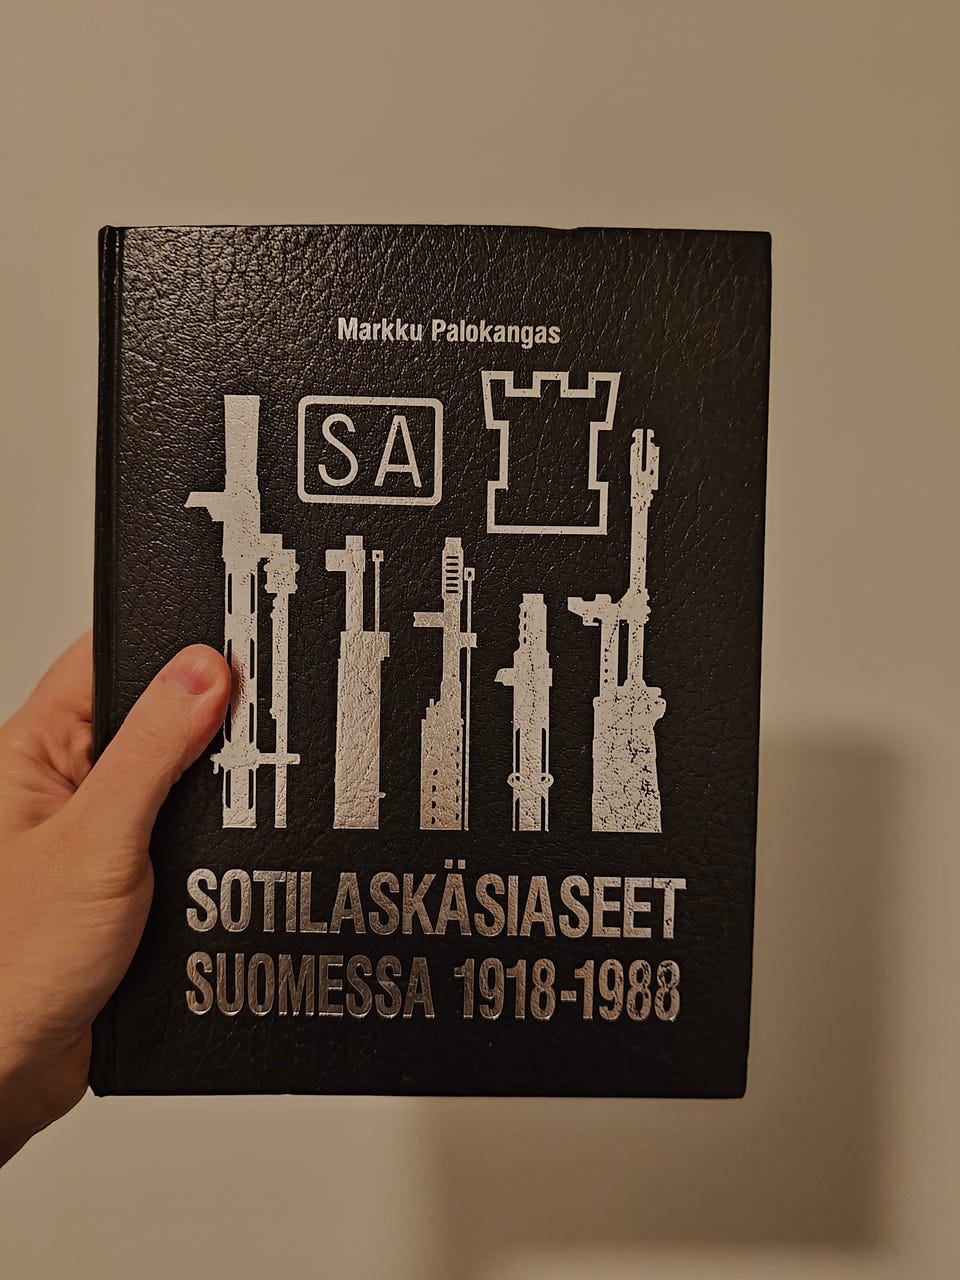 Markku Palokangas
SA
SOTILASKÄSIASEET
SUOMESSA 1918-1988